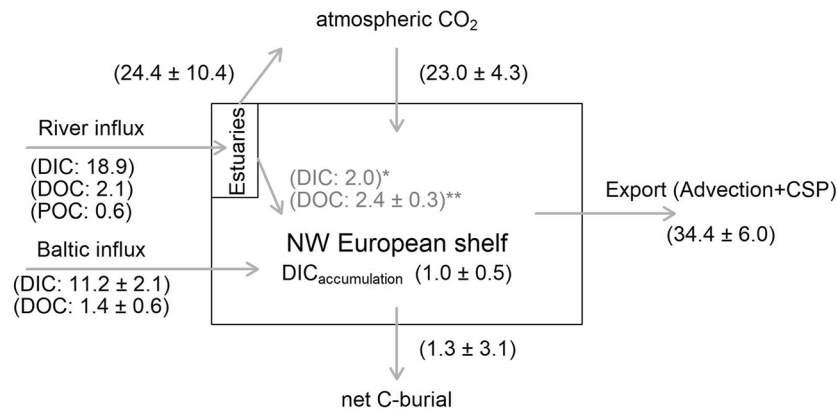 atmospheric CO₂
(24.4 ± 10.4)
(23.0 ± 4.3)
River influx
(DIC: 18.9)
(DOC: 2.1)
(POC: 0.6)
Estuaries
(DIC: 2.0)*
(DOC: 2.4 ± 0.3)**
Export (Advection+CSP)
(34.4 ± 6.0)
Baltic influx
(DIC: 11.2 ± 2.1)
(DOC: 1.4 ± 0.6)
NW European shelf
DICaccumulation (1.0 ± 0.5)
(1.3 ± 3.1)
net C-burial